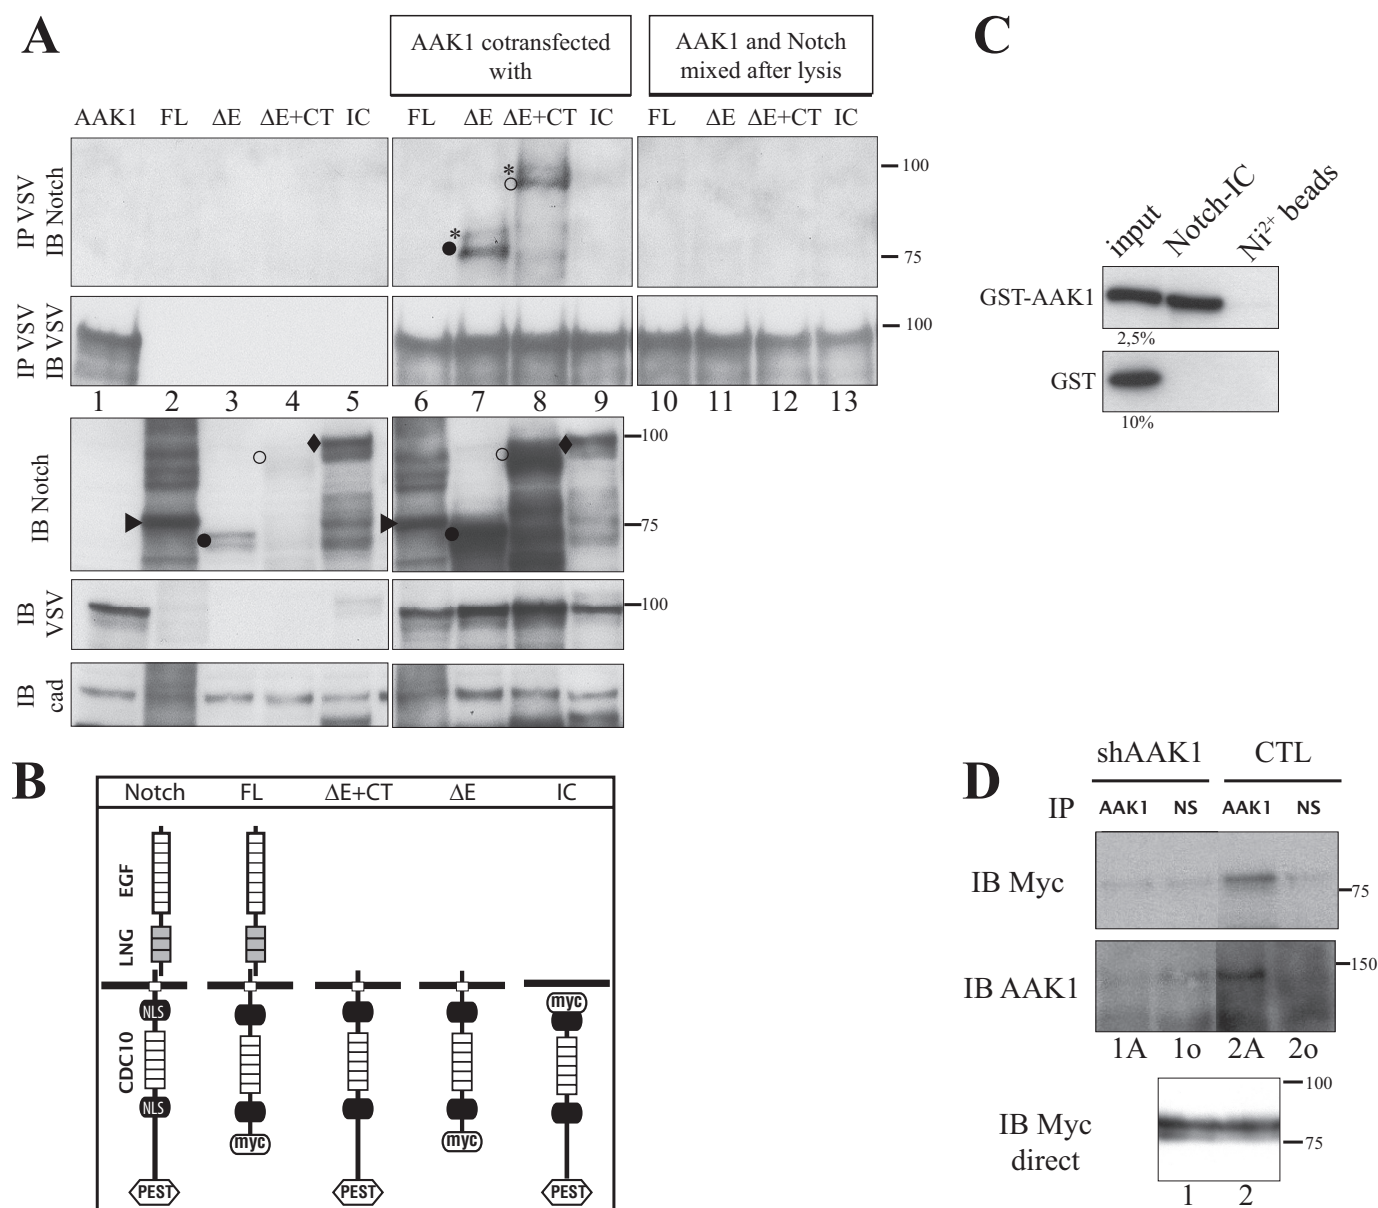 A
AAK1 cotransfected
with
AAK1 and Notch
mixed after lysis
AAK1 FL ΔE ΔE+CT IC FL ΔE ΔE+CT IC FL ΔE ΔE+CT IC
IP VSV
IB Notch
*
*
100
75
IP VSV
IB VSV
100
1 2 3 4 5 6 7 8 9 10 11 12 13
IB Notch
100
75
IB
VSV
100
IB
cad
B
Notch FL ΔE+CT ΔE IC
EGF
LNG
CDC10
NLS
NLS
myc
myc
myc
PEST PEST PEST
C
input Notch-IC Ni2+ beads
GST-AAK1
2,5%
GST
10%
D
shAAK1 CTL
IP AAK1 NS AAK1 NS
IB Myc
75
IB AAK1
150
1A 1o 2A 2o
IB Myc
direct
100
75
1 2